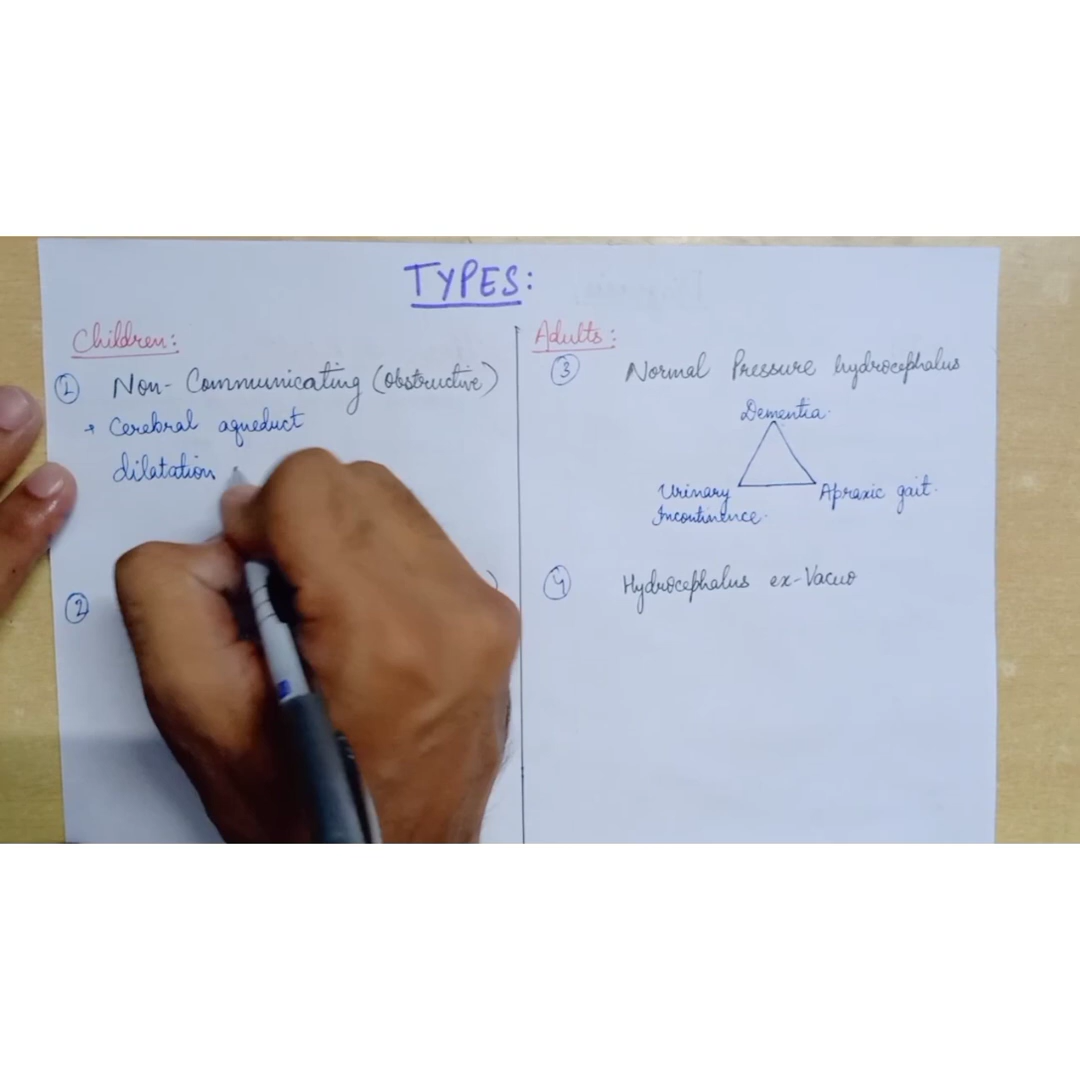 TYPES:
Children:
① Non-Communicating (Obstructive)
→ Cerebral aqueduct
dilatation
②
)
Adults:
③ Normal Pressure hydrocephalus
Dementia.
Urinary
Incontinence.
Apraxic gait.
④ Hydrocephalus ex-Vacuo